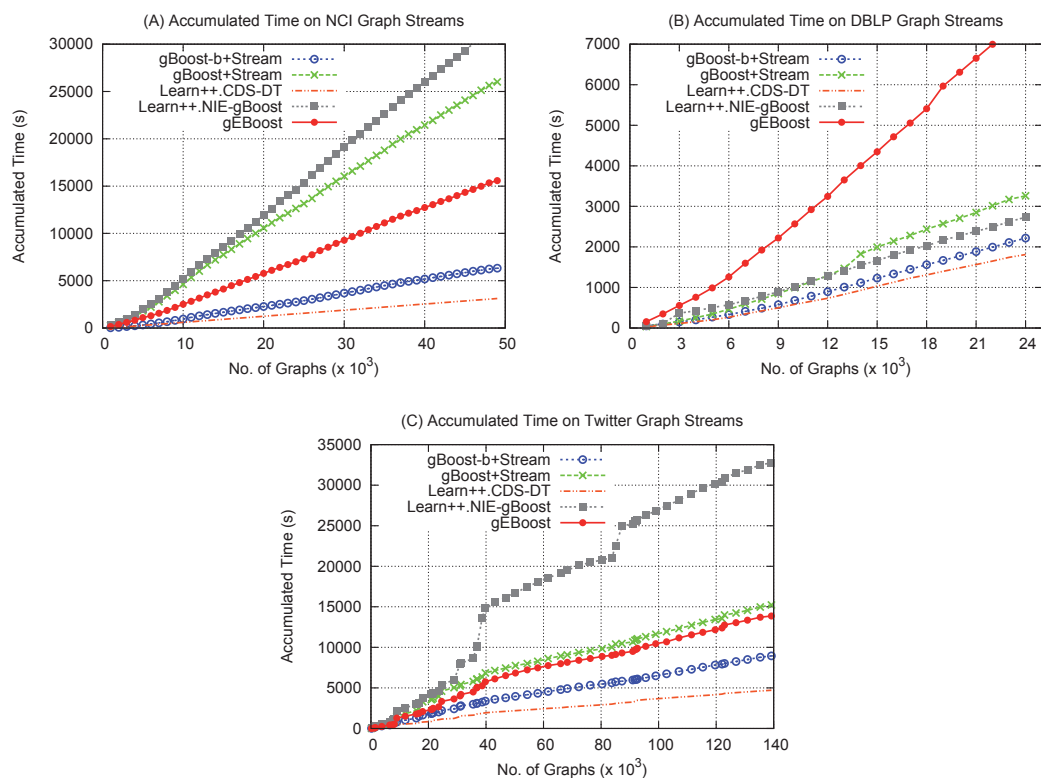 (A) Accumulated Time on NCI Graph Streams
30000
25000
20000
15000
10000
5000
0
Accumulated Time (s)
gBoost-b+Stream
gBoost+Stream
Learn++.CDS-DT
Learn++.NIE-gBoost
gEBoost
0 10 20 30 40 50
No. of Graphs (x 10³)
(B) Accumulated Time on DBLP Graph Streams
7000
6000
5000
4000
3000
2000
1000
0
Accumulated Time (s)
gBoost-b+Stream
gBoost+Stream
Learn++.CDS-DT
Learn++.NIE-gBoost
gEBoost
0 3 6 9 12 15 18 21 24
No. of Graphs (x 10³)
(C) Accumulated Time on Twitter Graph Streams
35000
30000
25000
20000
15000
10000
5000
0
Accumulated Time (s)
gBoost-b+Stream
gBoost+Stream
Learn++.CDS-DT
Learn++.NIE-gBoost
gEBoost
0 20 40 60 80 100 120 140
No. of Graphs (x 10³)